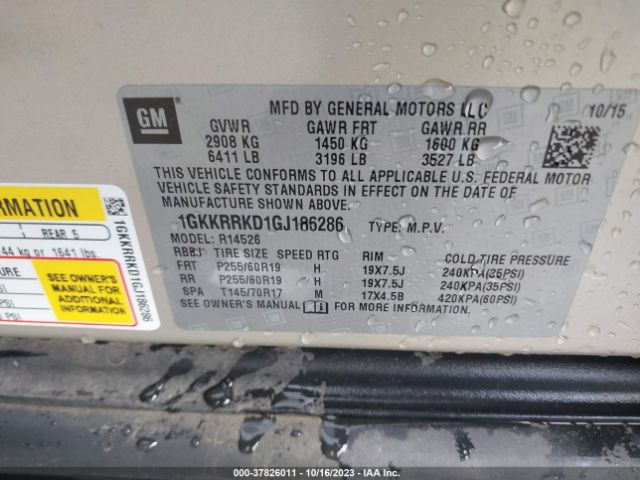 GM
MFD BY GENERAL MOTORS LLC 10/15
GVWR GAWR FRT GAWR RR
2908 KG 1450 KG 1600 KG
6411 LB 3196 LB 3527 LB
THIS VEHICLE CONFORMS TO ALL APPLICABLE U.S. FEDERAL MOTOR
VEHICLE SAFETY STANDARDS IN EFFECT ON THE DATE OF
MANUFACTURE SHOWN ABOVE.
1GKKRRKD1GJ186286 TYPE: M.P.V.
MODEL: R14526
RBBJ TIRE SIZE SPEED RTG RIM COLD TIRE PRESSURE
FRT P255/60R19 H 19X7.5J 240KPA(35PSI)
RR P255/60R19 H 19X7.5J 240KPA(35PSI)
SPA T145/70R17 M 17X4.5B 420KPA(60PSI)
SEE OWNER'S MANUAL FOR MORE INFORMATION
REAR 5
44 kg or 1641 lbs.
SEE OWNER'S
MANUAL FOR
ADDITIONAL
INFORMATION
1GKKRRKD1GJ186286
000-37826011 - 10/16/2023 - IAA Inc.